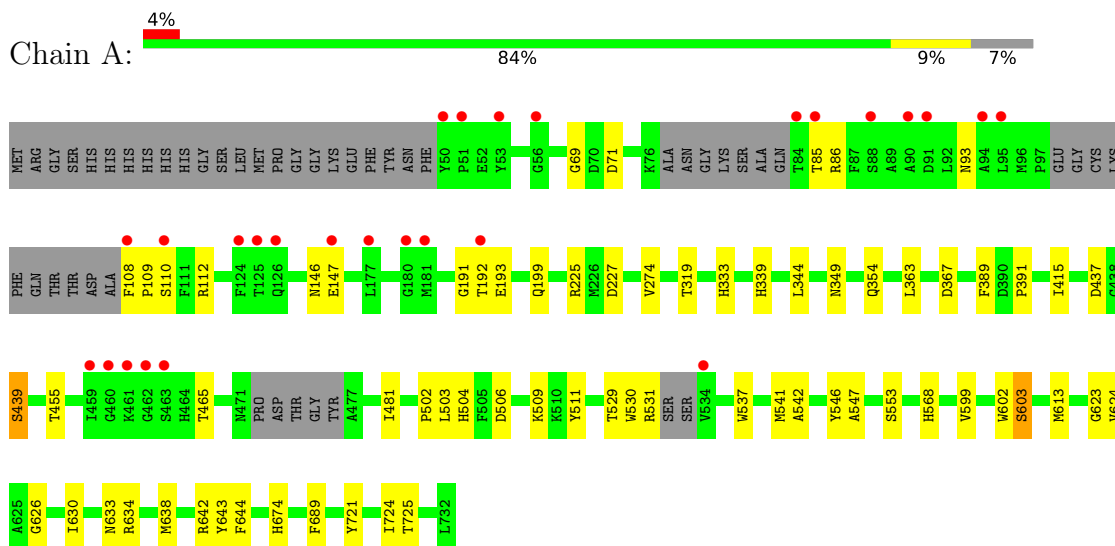 4%
Chain A:
84% 9% 7%
MET ARG GLY SER HIS HIS HIS HIS HIS HIS GLY SER LEU MET PRO GLY GLY LYS GLU PHE TYR ASN PHE Y50 P51 E52 Y53 G56 G69 D70 D71 K76 ALA ASN GLY LYS SER ALA GLN T84 T85 R86 F87 S88 A89 A90 D91 L92 N93 A94 L95 M96 P97 GLU GLY CYS LYS
PHE GLN THR THR ASP ALA F108 P109 S110 F111 R112 F124 T125 Q126 N146 E147 L177 G180 M181 G191 T192 E193 Q199 R225 M226 D227 V274 T319 H333 H339 L344 N349 Q354 L363 D367 F389 D390 P391 I415 D437
S439 T455 I459 G460 K461 G462 S463 H464 T465 N471 PRO ASP THR GLY TYR A477 I481 P502 L503 H504 F505 D506 K509 K510 Y511 T529 W530 R531 SER SER V534 W537 M541 A542 Y546 A547 S553 H568 V599 W602 S603 M613 G623
A625 G626 I630 N633 R634 M638 R642 Y643 F644 H674 F689 Y721 I724 T725 L732